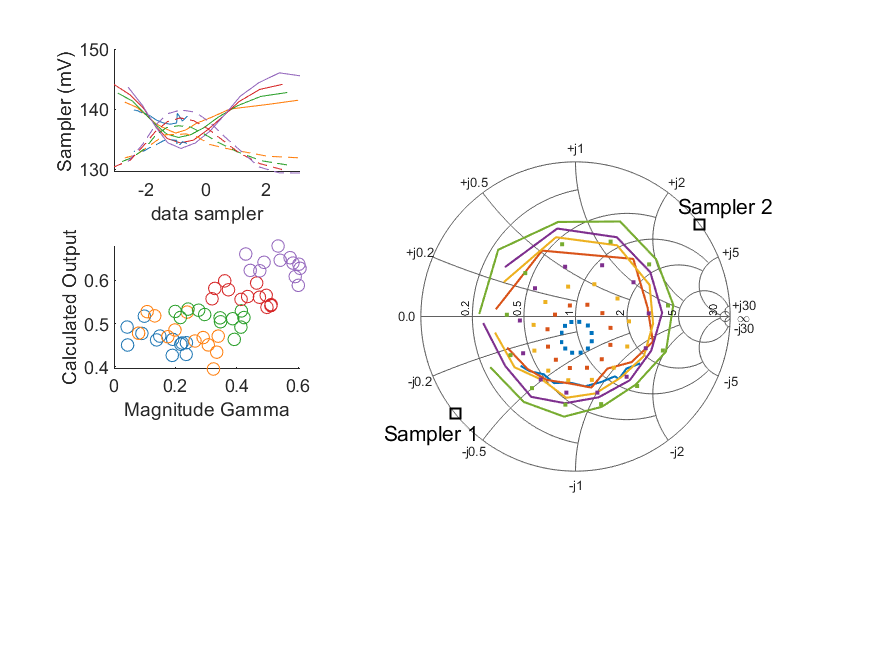 150
140
130
Sampler (mV)
-2 0 2
data sampler
0.6
0.5
0.4
Calculated Output
0 0.2 0.4 0.6
Magnitude Gamma
+j1
+j0.5 +j2
Sampler 2
+j0.2 +j5
0.0 0.2 0.5 1 2 5 30 +j30
∞
-j30
-j0.2 -j5
Sampler 1
-j0.5 -j2
-j1